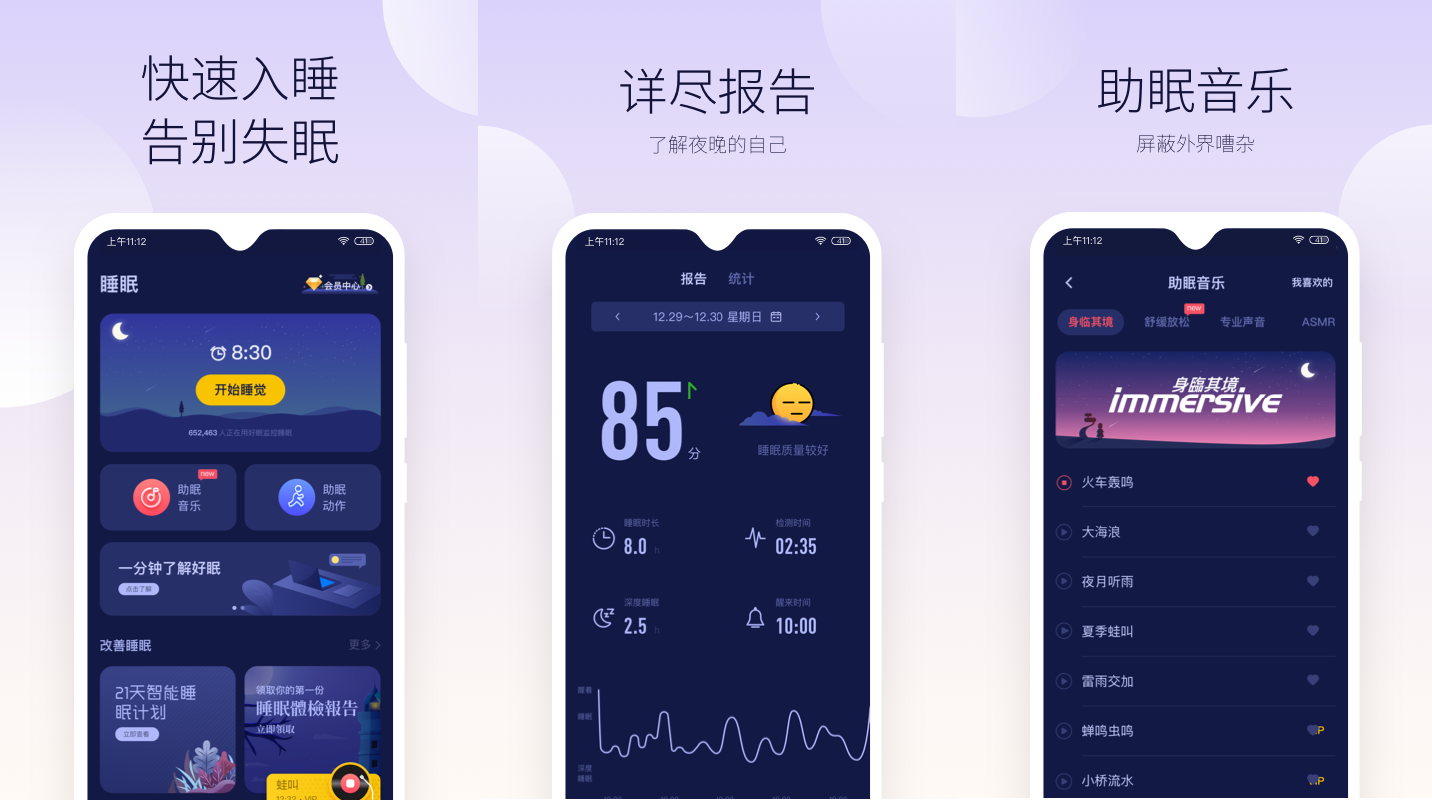 快速入睡
告别失眠
上午11:12
41
睡眠
会员中心
8:30
开始睡觉
652,463 人正在用好眠监控睡眠
new
助眠
音乐
助眠
动作
一分钟了解好眠
点击了解
改善睡眠
更多
21天智能睡
眠计划
立即查看
领取你的第一份
睡眠體檢報告
立即領取
蛙叫
12:32 • VIP
详尽报告
了解夜晚的自己
上午11:12
41
报告
统计
12.29～12.30 星期日
85
分
睡眠质量较好
睡眠时长
8.0 h
检测时间
02:35
深度睡眠
2.5 h
醒来时间
10:00
醒着
睡眠
深度
睡眠
助眠音乐
屏蔽外界嘈杂
上午11:12
41
助眠音乐
我喜欢的
身临其境
舒缓放松
new
专业声音
ASMR
身臨其境
immersive
火车轰鸣
大海浪
夜月听雨
夏季蛙叫
雷雨交加
蝉鸣虫鸣
小桥流水